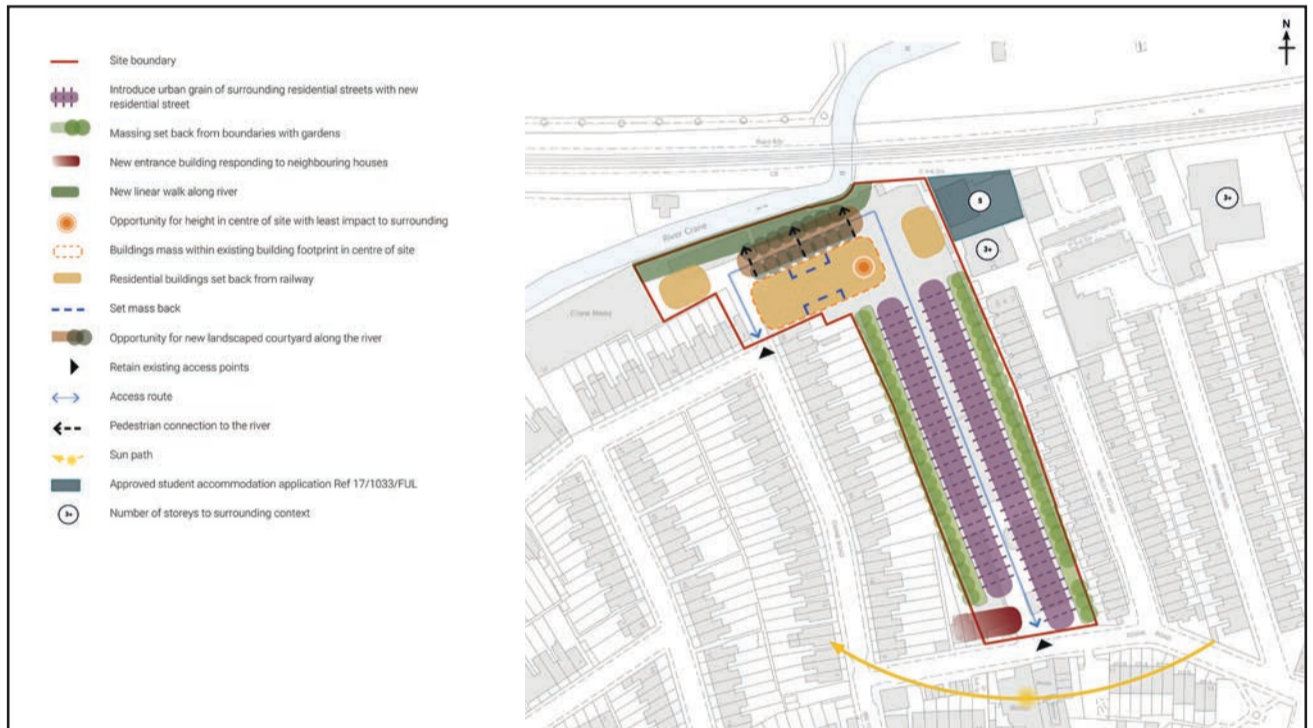 Site boundary
Introduce urban grain of surrounding residential streets with new
residential street
Massing set back from boundaries with gardens
New entrance building responding to neighbouring houses
New linear walk along river
Opportunity for height in centre of site with least impact to surrounding
Buildings mass within existing building footprint in centre of site
Residential buildings set back from railway
Set mass back
Opportunity for new landscaped courtyard along the river
Retain existing access points
Access route
Pedestrian connection to the river
Sun path
Approved student accommodation application Ref 17/1033/FUL
3+
Number of storeys to surrounding context
N
River Crane
5
3+
3+
Crane Mews